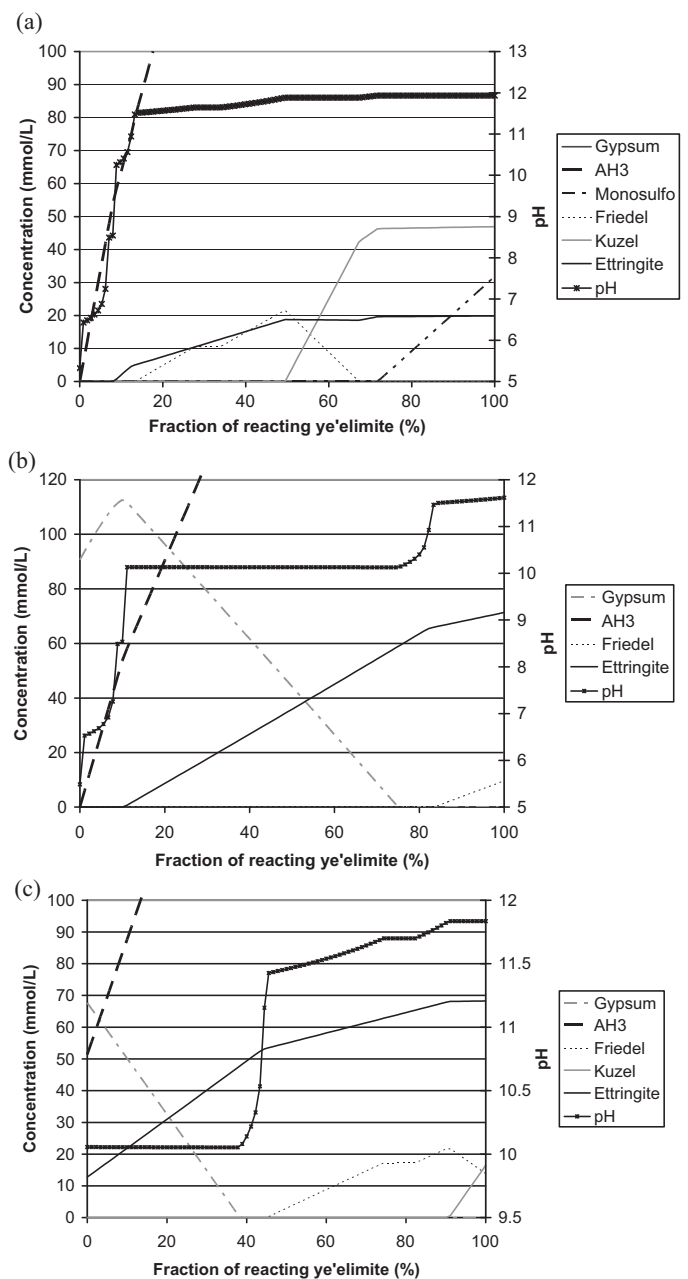 (a)
100
90
80
70
60
50
40
30
20
10
0
Concentration (mmol/L)
13
12
11
10
9
8
7
6
5
pH
0 20 40 60 80 100
Fraction of reacting ye'elimite (%)
Gypsum
AH3
Monosulfo
Friedel
Kuzel
Ettringite
pH
(b)
120
100
80
60
40
20
0
Concentration (mmol/L)
12
11
10
9
8
7
6
5
pH
0 20 40 60 80 100
Fraction of reacting ye'elimite (%)
Gypsum
AH3
Friedel
Ettringite
pH
(c)
100
90
80
70
60
50
40
30
20
10
0
Concentration (mmol/L)
12
11.5
11
10.5
10
9.5
pH
0 20 40 60 80 100
Fraction of reacting ye'elimite (%)
Gypsum
AH3
Friedel
Kuzel
Ettringite
pH